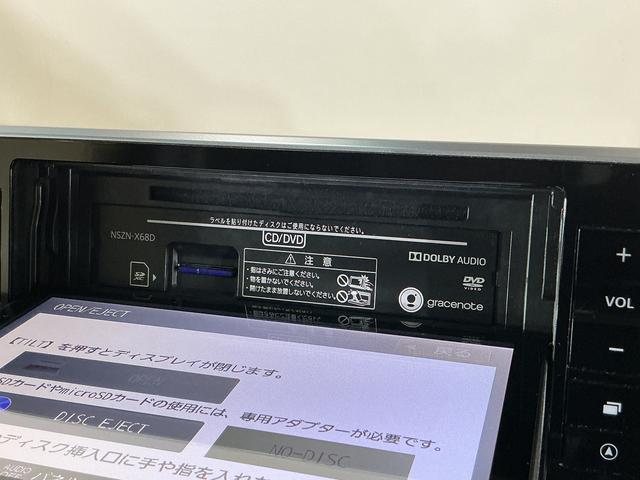 ラベルを貼り付けたディスクはご使用にならないでください。
NSZN-X68D
CD/DVD
DOLBY AUDIO
SD
注意
・指はさみにご注意ください。
・物を置かないでください。
・開けたまま放置しないでください。
DVD
VIDEO
gracenote
+
VOL
−
OPEN/EJECT
戻る
【TILT】を押すとディスプレイが閉じます。
OPEN
SDカードやmicroSDカードの使用には、専用アダプターが必要です。
DISC EJECT
NO-DISC
ディスク挿入口に手や指を入れ
AUDIO
OFF